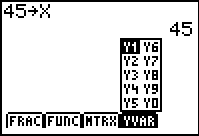 45→X
45
Y1 Y6
Y2 Y7
Y3 Y8
Y4 Y9
Y5 Y0
FRAC FUNC MTRX YVAR